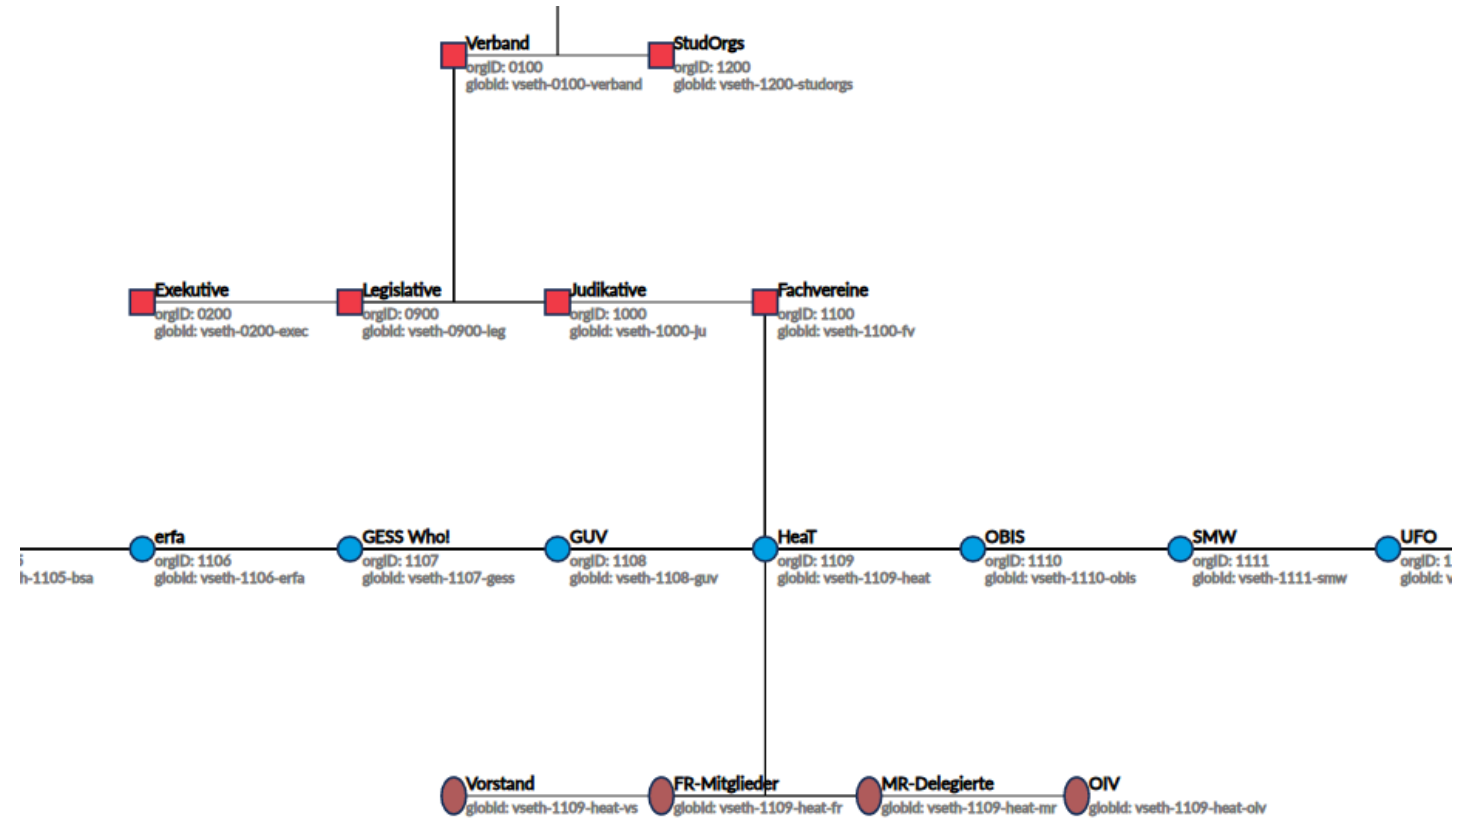 Verband
orgID: 0100
globId: vseth-0100-verband
StudOrgs
orgID: 1200
globId: vseth-1200-studorgs
Exekutive
orgID: 0200
globId: vseth-0200-exec
Legislative
orgID: 0900
globId: vseth-0900-leg
Judikative
orgID: 1000
globId: vseth-1000-ju
Fachvereine
orgID: 1100
globId: vseth-1100-fv
h-1105-bsa
erfa
orgID: 1106
globId: vseth-1106-erfa
GESS Who!
orgID: 1107
globId: vseth-1107-gess
GUV
orgID: 1108
globId: vseth-1108-guv
HeaT
orgID: 1109
globId: vseth-1109-heat
OBIS
orgID: 1110
globId: vseth-1110-obis
SMW
orgID: 1111
globId: vseth-1111-smw
UFO
orgID: 1
globId: v
Vorstand
globId: vseth-1109-heat-vs
FR-Mitglieder
globId: vseth-1109-heat-fr
MR-Delegierte
globId: vseth-1109-heat-mr
OIV
globId: vseth-1109-heat-oiv